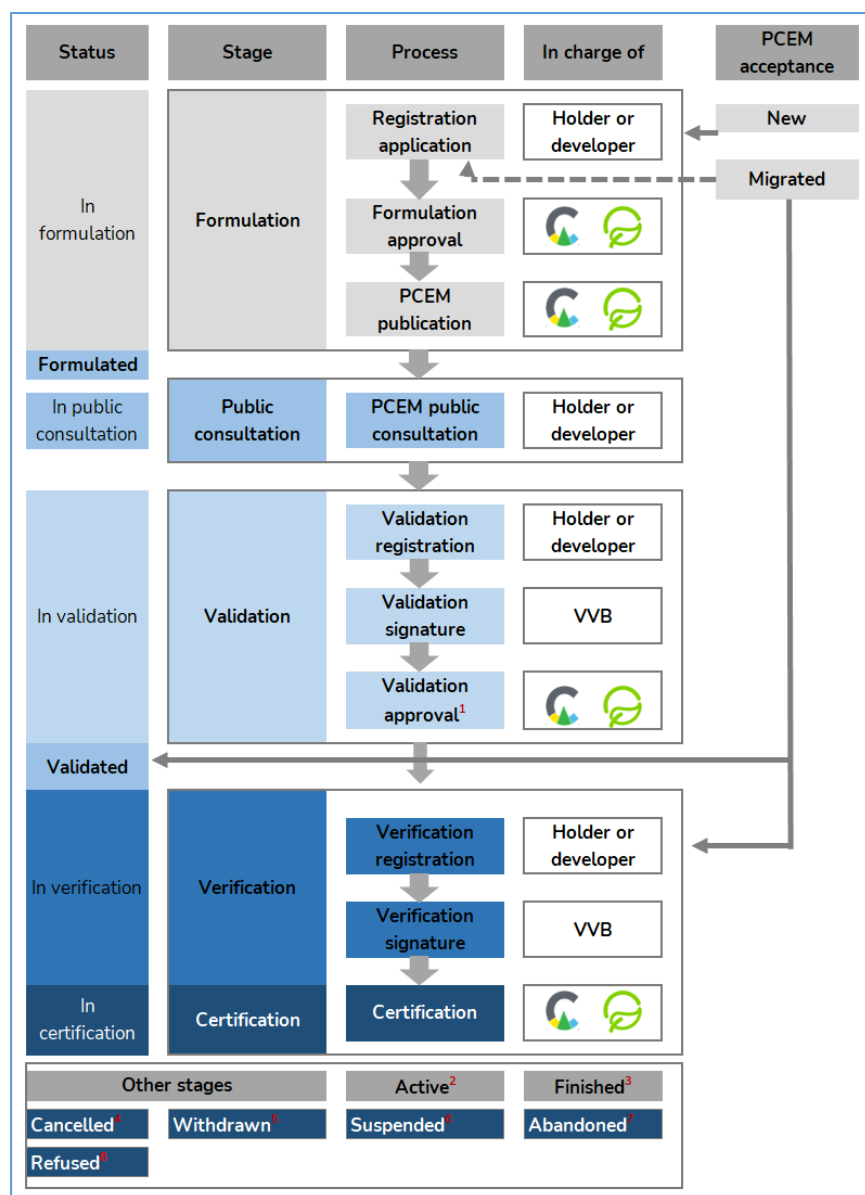 Status
Stage
Process
In charge of
PCEM
acceptance
In
formulation
Formulation
Registration
application
Holder or
developer
New
Migrated
Formulation
approval
PCEM
publication
Formulated
In public
consultation
Public
consultation
PCEM public
consultation
Holder or
developer
In validation
Validation
Validation
registration
Holder or
developer
Validation
signature
VVB
Validation
approval1
Validated
In verification
Verification
Verification
registration
Holder or
developer
Verification
signature
VVB
In
certification
Certification
Certification
Other stages
Active2
Finished3
Cancelled4
Withdrawn5
Suspended6
Abandoned7
Refused8